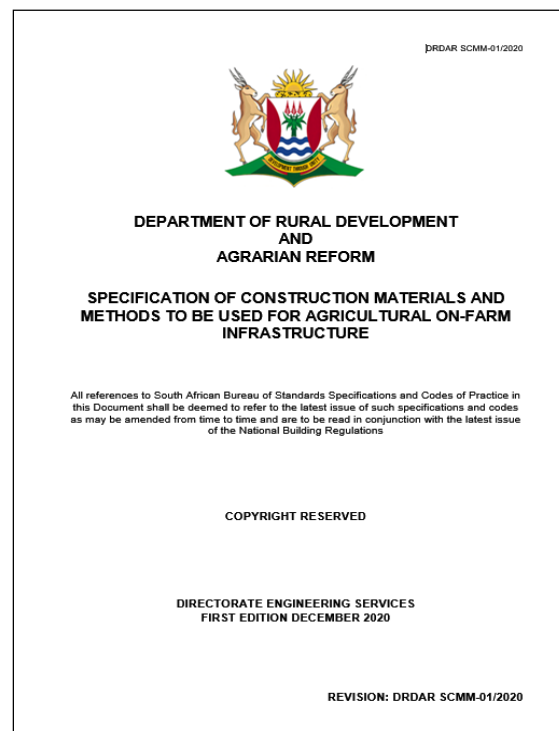 DRDAR SCMM-01/2020
DEVELOPMENT THROUGH UNITY
DEPARTMENT OF RURAL DEVELOPMENT
AND
AGRARIAN REFORM
SPECIFICATION OF CONSTRUCTION MATERIALS AND
METHODS TO BE USED FOR AGRICULTURAL ON-FARM
INFRASTRUCTURE
All references to South African Bureau of Standards Specifications and Codes of Practice in
this Document shall be deemed to refer to the latest issue of such specifications and codes
as may be amended from time to time and are to be read in conjunction with the latest issue
of the National Building Regulations
COPYRIGHT RESERVED
DIRECTORATE ENGINEERING SERVICES
FIRST EDITION DECEMBER 2020
REVISION: DRDAR SCMM-01/2020